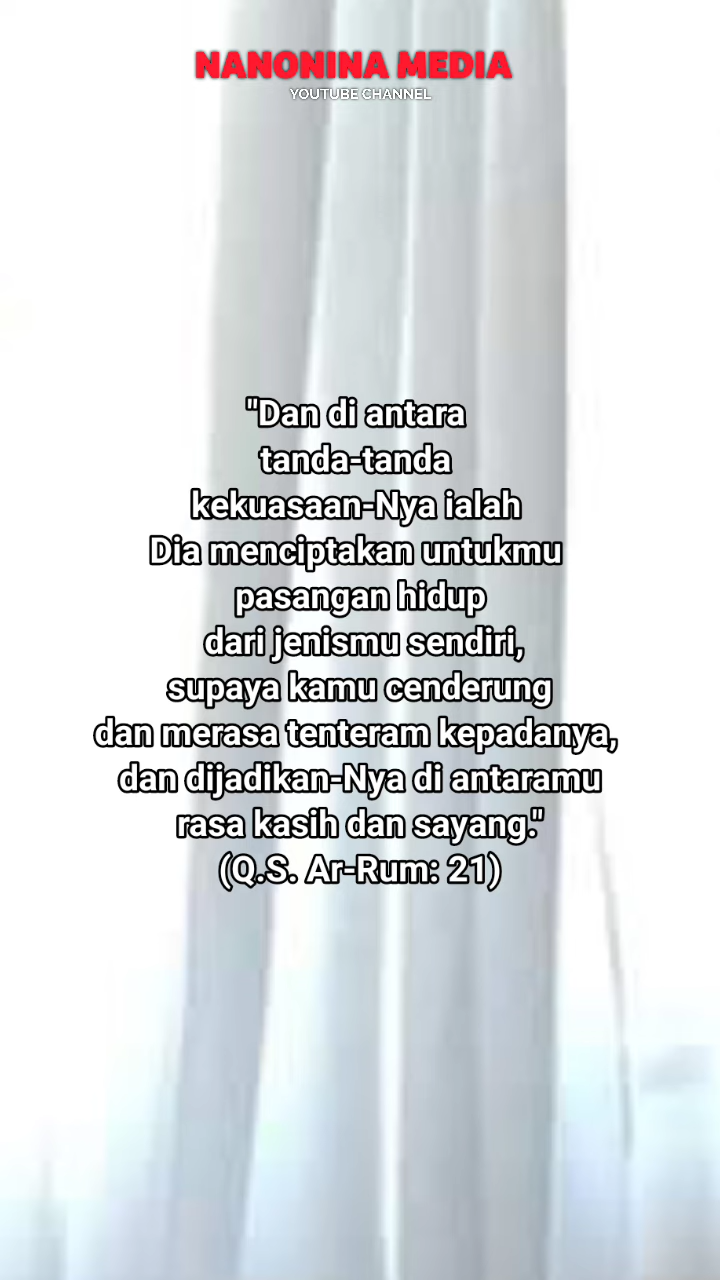 NANONINA MEDIA
YOUTUBE CHANNEL
"Dan di antara
tanda-tanda
kekuasaan-Nya ialah
Dia menciptakan untukmu
pasangan hidup
dari jenismu sendiri,
supaya kamu cenderung
dan merasa tenteram kepadanya,
dan dijadikan-Nya di antaramu
rasa kasih dan sayang."
(Q.S. Ar-Rum: 21)